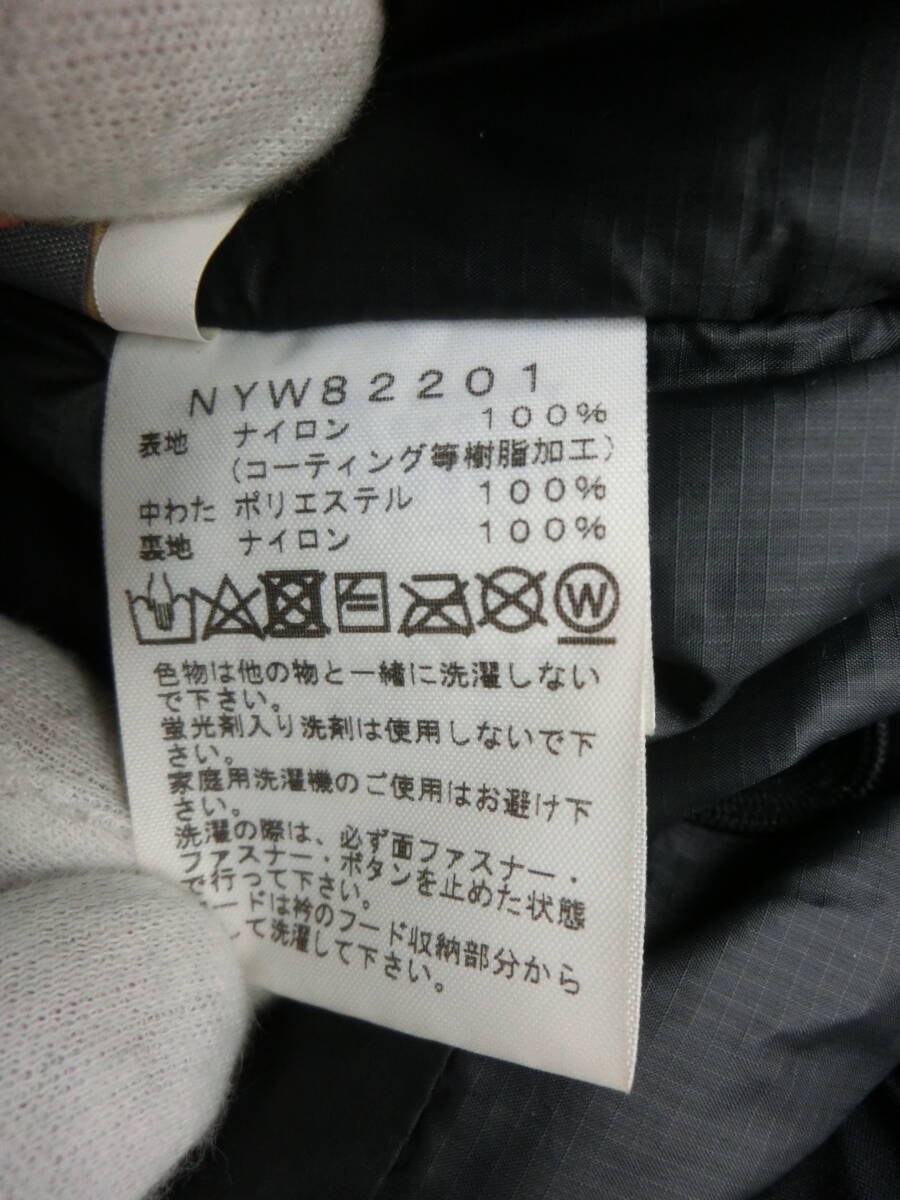 NYW82201
表地 ナイロン 100%
(コーティング等樹脂加工)
中わた ポリエステル 100%
裏地 ナイロン 100%
W
色物は他の物と一緒に洗濯しない
で下さい。
蛍光剤入り洗剤は使用しないで下
さい。
家庭用洗濯機のご使用はお避け下
さい。
洗濯の際は、必ず面ファスナー・
ファスナー・ボタンを止めた状態
で行って下さい。
ードは衿のフード収納部分から
して洗濯して下さい。